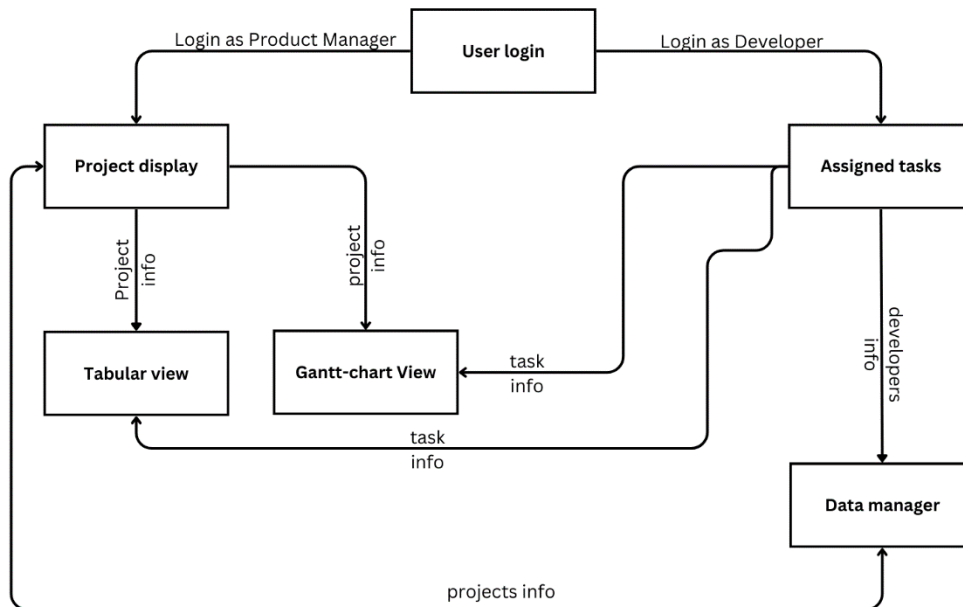 Login as Product Manager
User login
Login as Developer
Project display
Assigned tasks
Project
info
project
info
developers
info
Tabular view
Gantt-chart View
task
info
task
info
Data manager
projects info